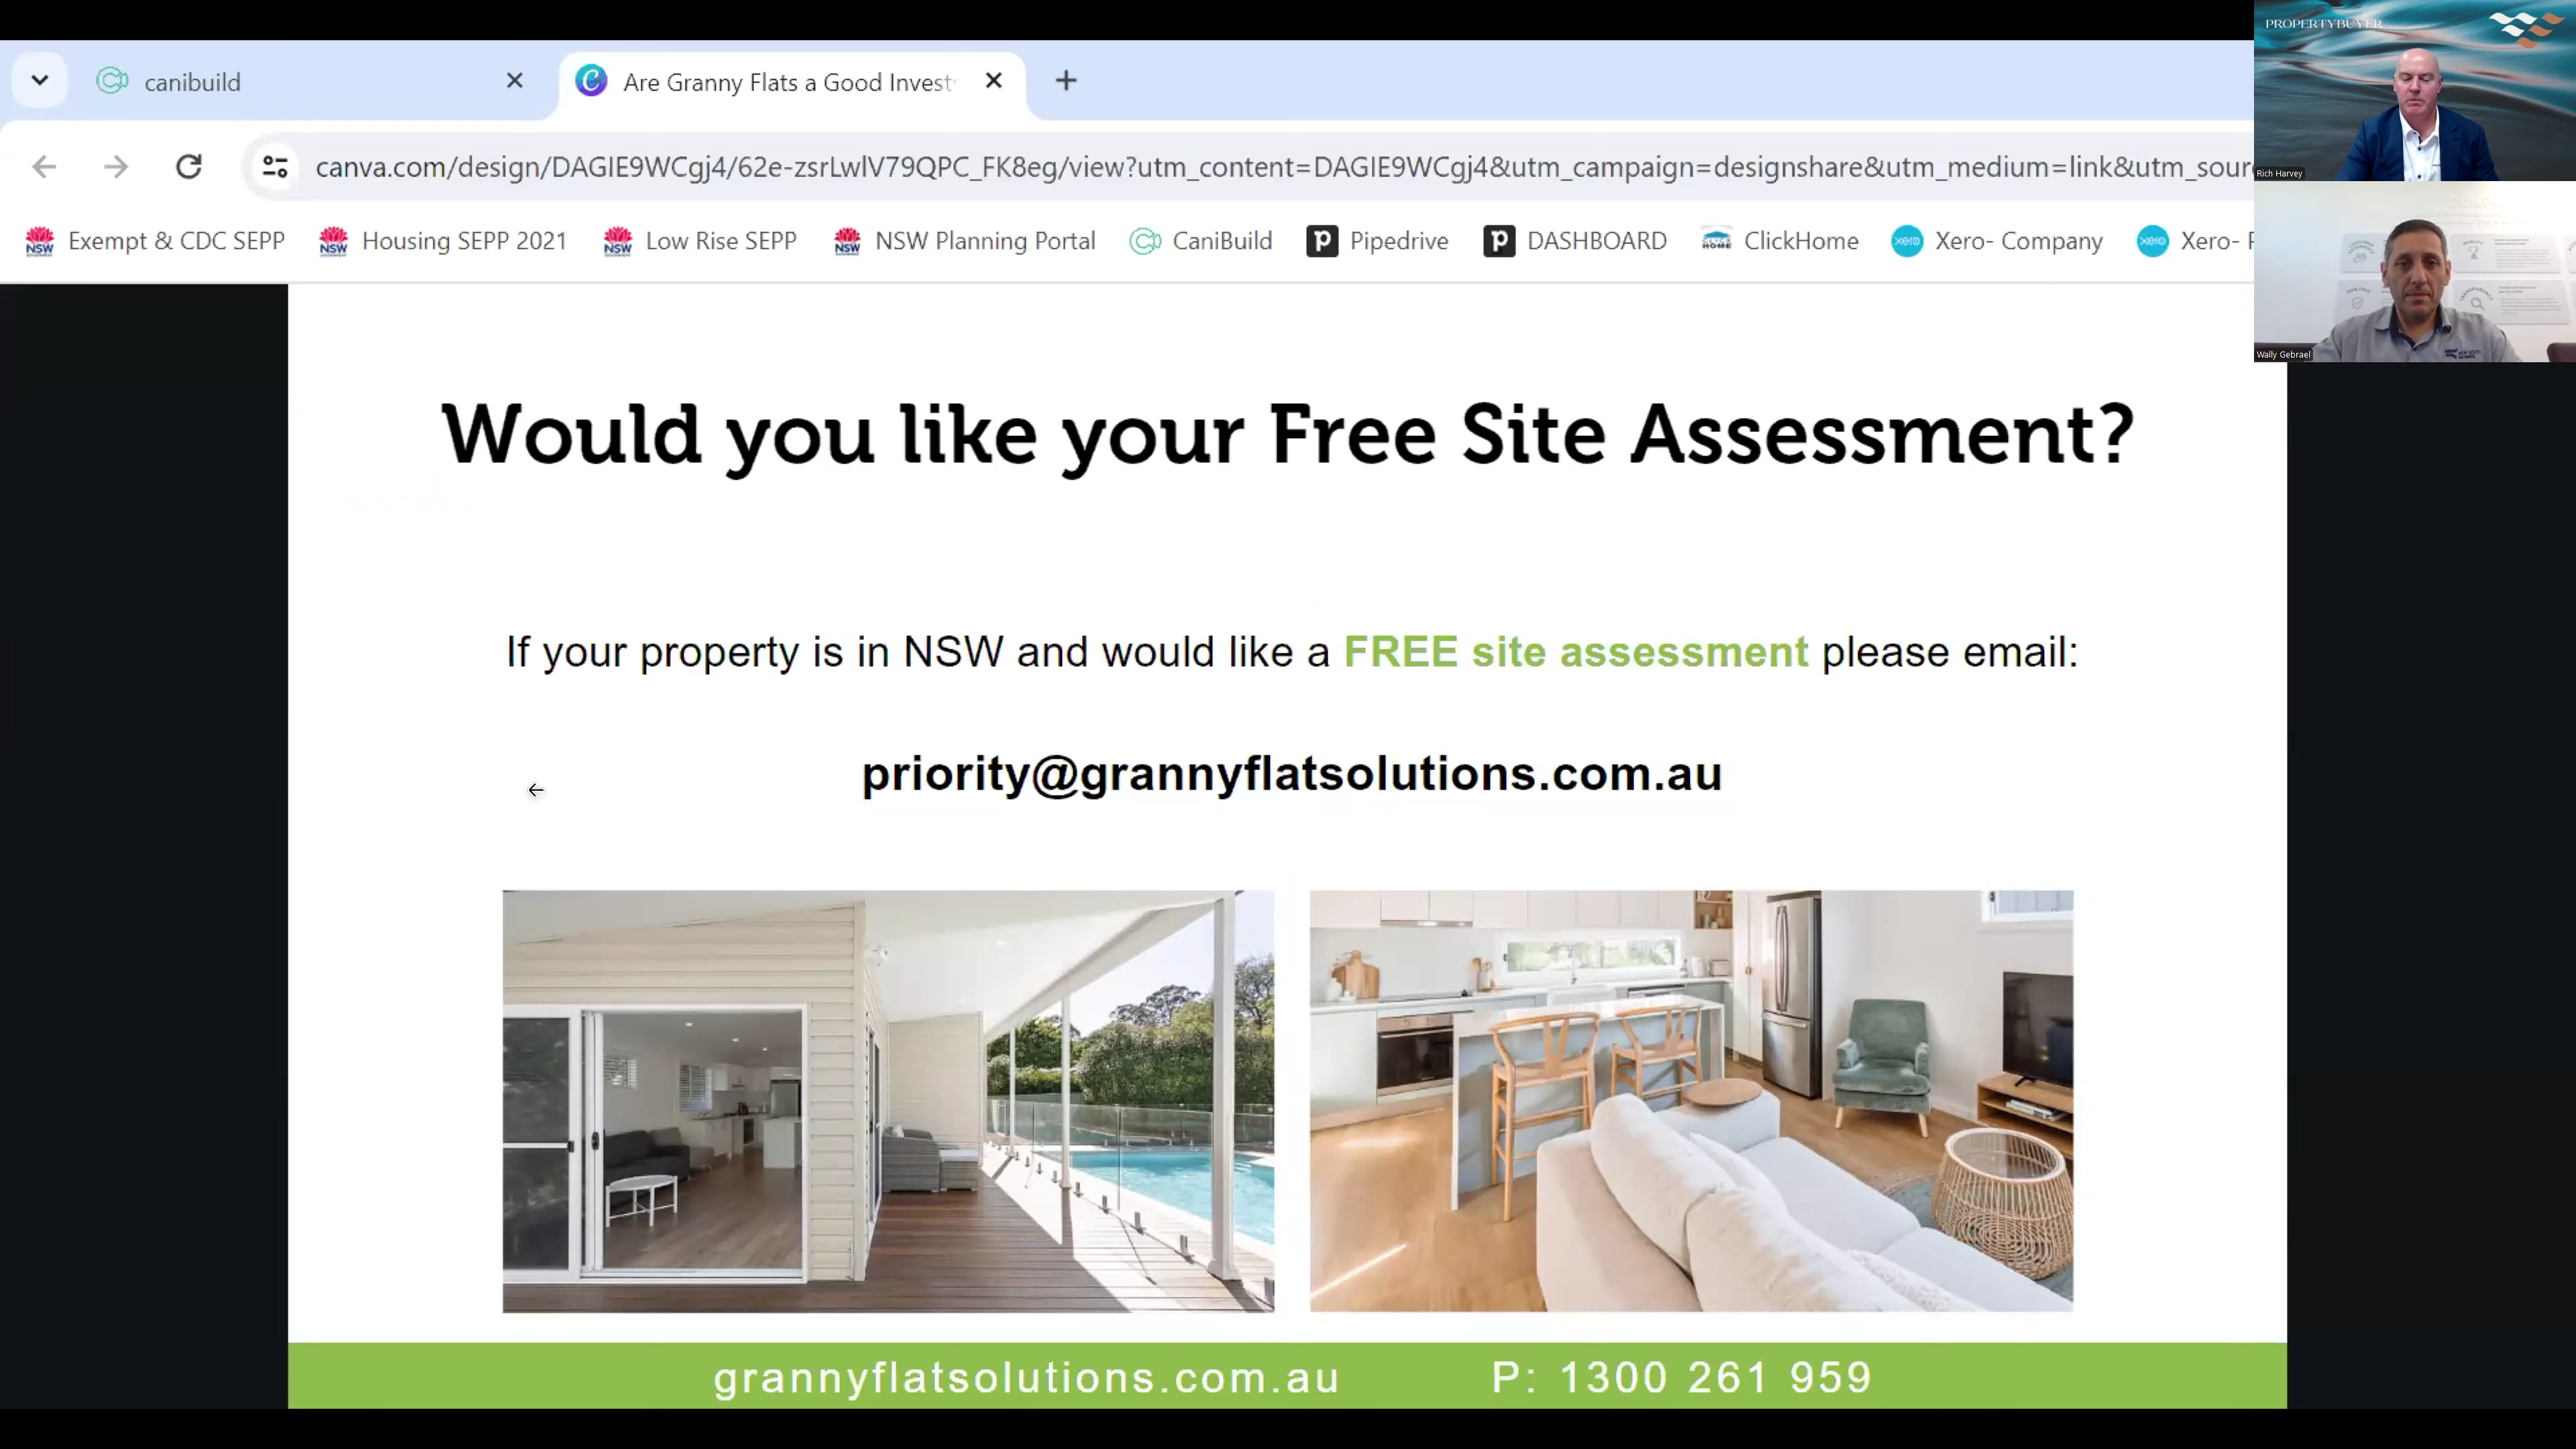 PROPERTYBUYER
canibuild
Are Granny Flats a Good Invest
canva.com/design/DAGIE9WCgj4/62e-zsrLwlV79QPC_FK8eg/view?utm_content=DAGIE9WCgj4&utm_campaign=designshare&utm_medium=link&utm_sour
Rich Harvey
Exempt & CDC SEPP Housing SEPP 2021 Low Rise SEPP NSW Planning Portal CaniBuild Pipedrive DASHBOARD ClickHome Xero- Company Xero-
Wally Gebrael
Would you like your Free Site Assessment?
If your property is in NSW and would like a FREE site assessment please email:
priority@grannyflatsolutions.com.au
grannyflatsolutions.com.au P: 1300 261 959